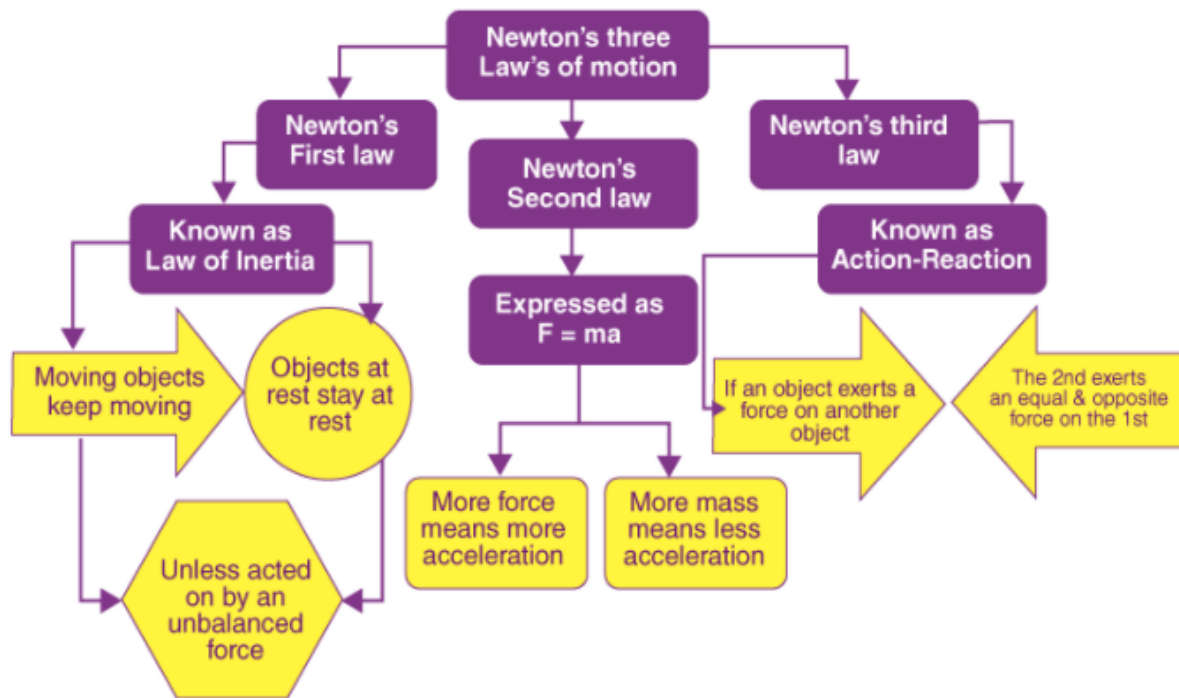 Newton's three
Law's of motion
Newton's
First law
Newton's
Second law
Newton's third
law
Known as
Law of Inertia
Expressed as
F = ma
Known as
Action-Reaction
Moving objects
keep moving
Objects at
rest stay at
rest
Unless acted
on by an
unbalanced
force
More force
means more
acceleration
More mass
means less
acceleration
If an object exerts a
force on another
object
The 2nd exerts
an equal & opposite
force on the 1st